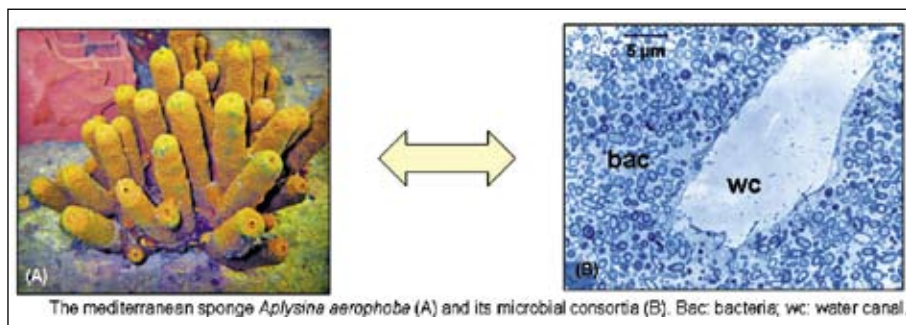 5 µm
bac
wc
(A)
(B)
The mediterranean sponge Aplysina aerophoba (A) and its microbial consortia (B). Bac: bacteria; wc: water canal.